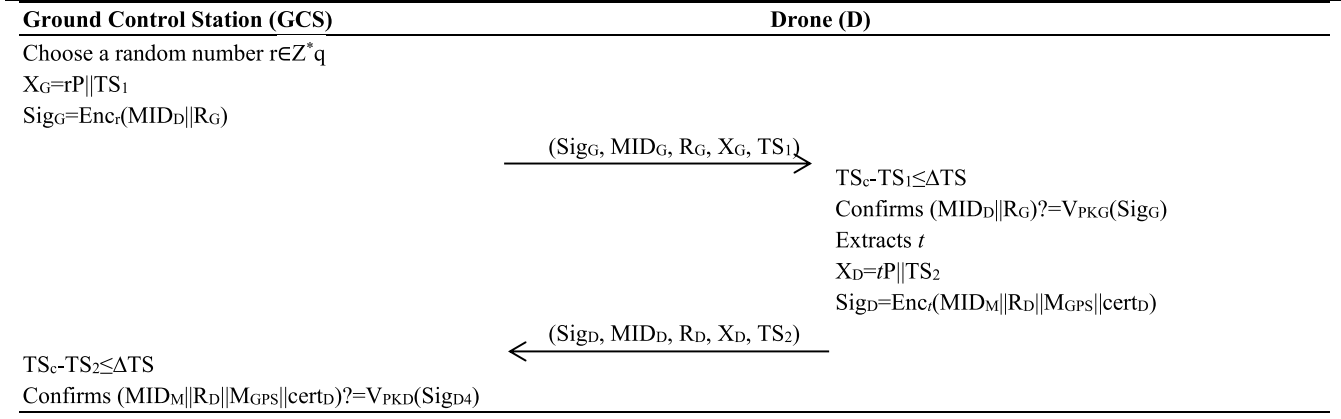 Ground Control Station (GCS) Drone (D)
Choose a random number r∈Z*q
XG=rP||TS1
SigG=Encr(MIDD||RG)
(SigG, MIDG, RG, XG, TS1)
TSc-TS1≤ΔTS
Confirms (MIDD||RG)?=VPKG(SigG)
Extracts t
XD=tP||TS2
SigD=Enct(MIDM||RD||MGPS||certD)
(SigD, MIDD, RD, XD, TS2)
TSc-TS2≤ΔTS
Confirms (MIDM||RD||MGPS||certD)?=VPKD(SigD4)